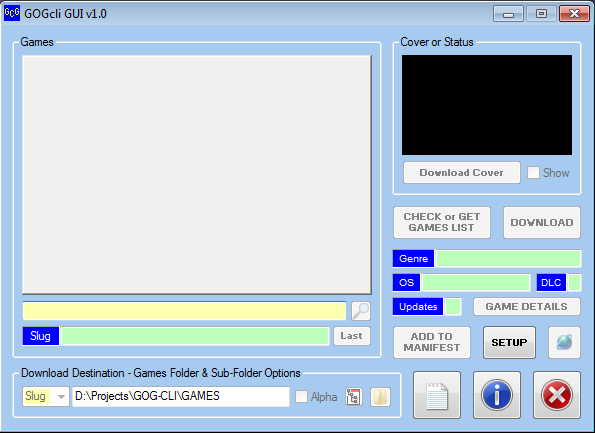 GCG GOGcli GUI v1.0
Games
Cover or Status
Download Cover
Show
CHECK or GET
GAMES LIST
DOWNLOAD
Genre
OS
DLC
Updates
GAME DETAILS
Slug
Last
ADD TO
MANIFEST
SETUP
Download Destination - Games Folder & Sub-Folder Options
Slug
D:\Projects\GOG-CLI\GAMES
Alpha